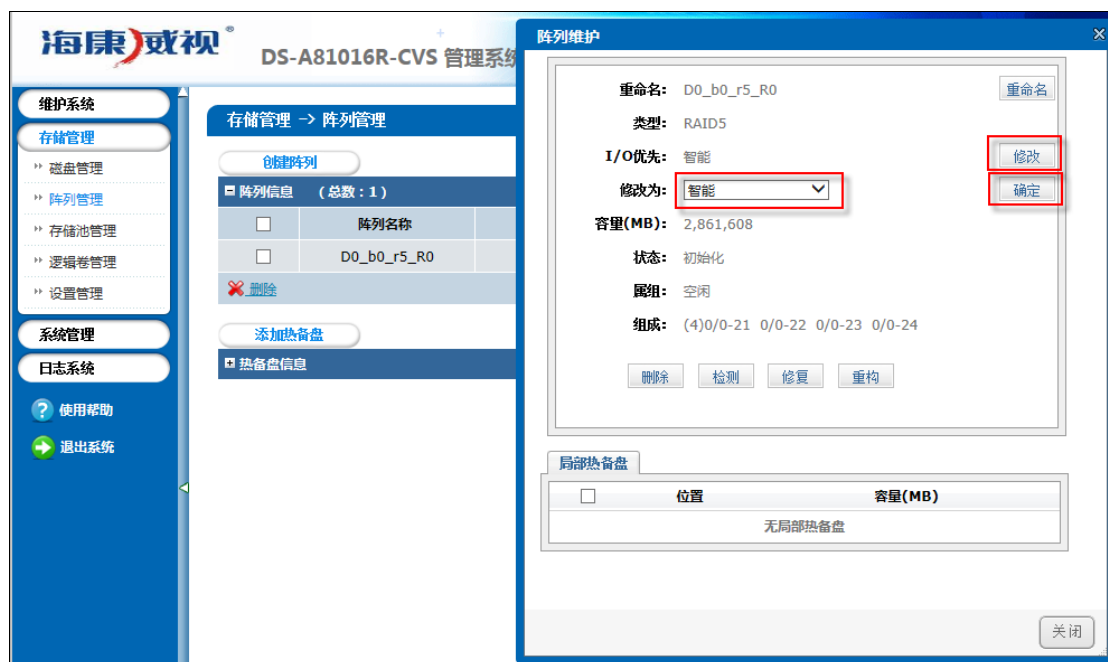 海康威视®
DS-A81016R-CVS 管理系统
维护系统
存储管理
磁盘管理
阵列管理
存储池管理
逻辑卷管理
设置管理
系统管理
日志系统
使用帮助
退出系统
存储管理 -> 阵列管理
创建阵列
阵列信息 (总数:1)
阵列名称
D0_b0_r5_R0
删除
添加热备盘
热备盘信息
阵列维护
重命名: D0_b0_r5_R0 重命名
类型: RAID5
I/O优先: 智能 修改
修改为: 智能 确定
容量(MB): 2,861,608
状态: 初始化
属组: 空闲
组成: (4)0/0-21 0/0-22 0/0-23 0/0-24
删除 检测 修复 重构
局部热备盘
位置 容量(MB)
无局部热备盘
关闭